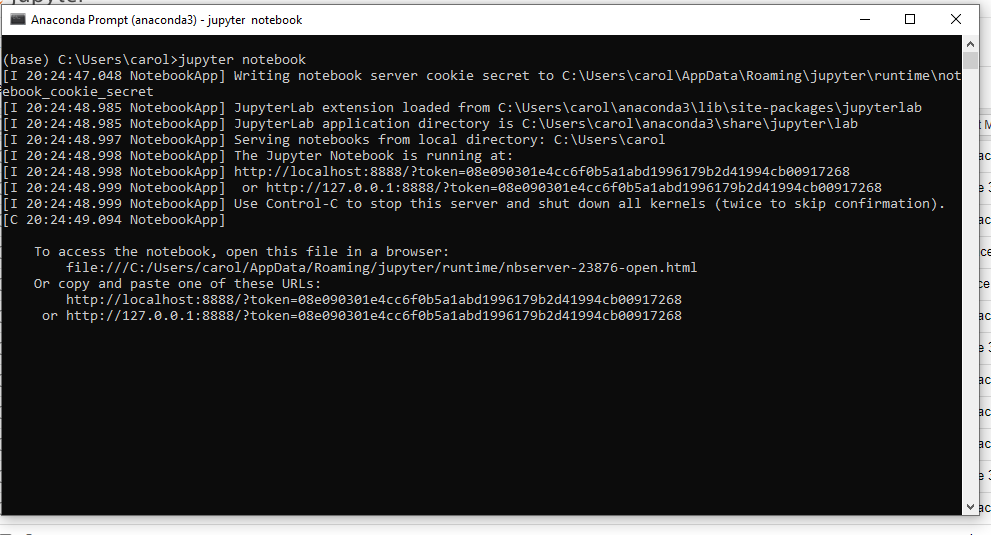 Anaconda Prompt (anaconda3) - jupyter notebook
(base) C:\Users\carol>jupyter notebook
[I 20:24:47.048 NotebookApp] Writing notebook server cookie secret to C:\Users\carol\AppData\Roaming\jupyter\runtime\not
ebook_cookie_secret
[I 20:24:48.985 NotebookApp] JupyterLab extension loaded from C:\Users\carol\anaconda3\lib\site-packages\jupyterlab
[I 20:24:48.985 NotebookApp] JupyterLab application directory is C:\Users\carol\anaconda3\share\jupyter\lab
[I 20:24:48.997 NotebookApp] Serving notebooks from local directory: C:\Users\carol
[I 20:24:48.998 NotebookApp] The Jupyter Notebook is running at:
[I 20:24:48.998 NotebookApp] http://localhost:8888/?token=08e090301e4cc6f0b5a1abd1996179b2d41994cb00917268
[I 20:24:48.999 NotebookApp]  or http://127.0.0.1:8888/?token=08e090301e4cc6f0b5a1abd1996179b2d41994cb00917268
[I 20:24:48.999 NotebookApp] Use Control-C to stop this server and shut down all kernels (twice to skip confirmation).
[C 20:24:49.094 NotebookApp]
To access the notebook, open this file in a browser:
file:///C:/Users/carol/AppData/Roaming/jupyter/runtime/nbserver-23876-open.html
Or copy and paste one of these URLs:
http://localhost:8888/?token=08e090301e4cc6f0b5a1abd1996179b2d41994cb00917268
or http://127.0.0.1:8888/?token=08e090301e4cc6f0b5a1abd1996179b2d41994cb00917268